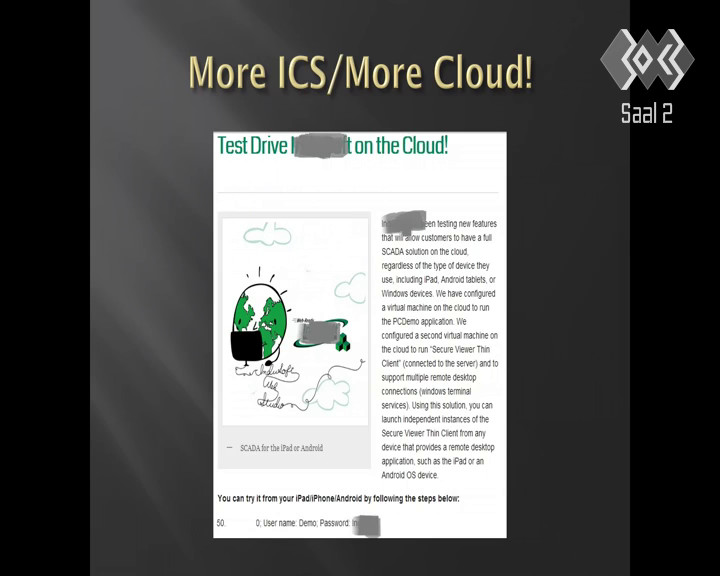 More ICS/More Cloud!
Saal 2
Test Drive I t on the Cloud!
In een testing new features
that will allow customers to have a full
SCADA solution on the cloud,
regardless of the type of device they
use, including iPad, Android tablets, or
Windows devices. We have configured
a virtual machine on the cloud to run
the PCDemo application. We
configured a second virtual machine on
the cloud to run "Secure Viewer Thin
Client" (connected to the server) and to
support multiple remote desktop
connections (windows terminal
services). Using this solution, you can
launch independent instances of the
Secure Viewer Thin Client from any
device that provides a remote desktop
application, such as the iPad or an
Android OS device.
Studio
— SCADA for the iPad or Android
You can try it from your iPad/iPhone/Android by following the steps below:
50. 0; User name: Demo; Password: In